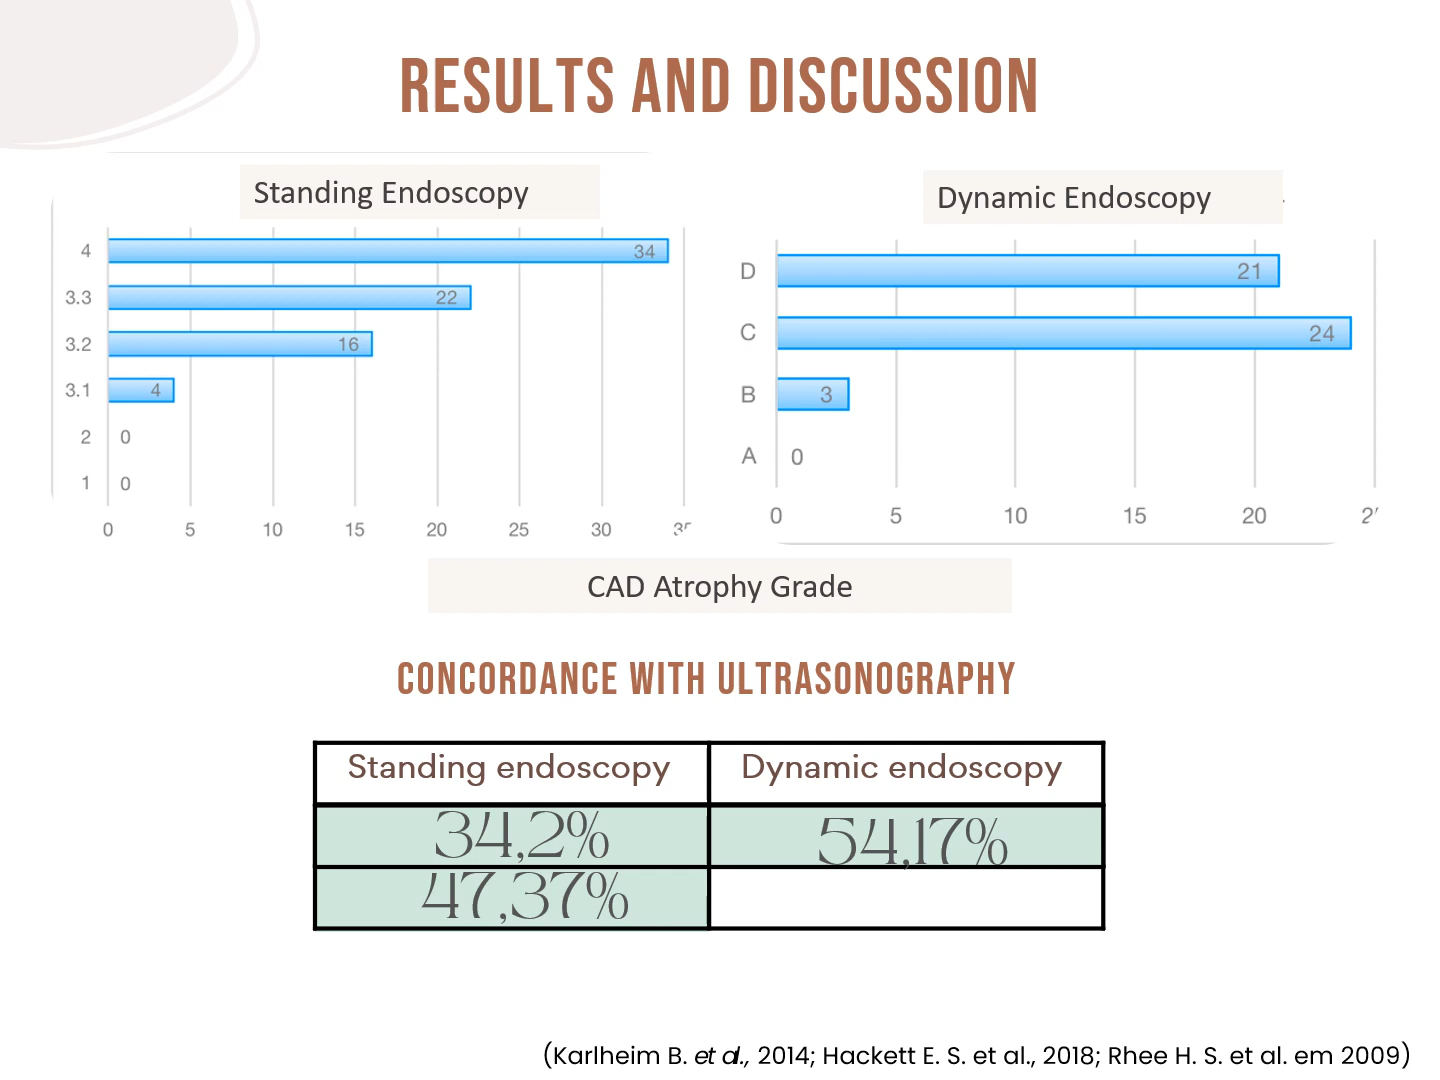 RESULTS AND DISCUSSION
Standing Endoscopy
4 34
3.3 22
3.2 16
3.1 4
2 0
1 0
0 5 10 15 20 25 30
Dynamic Endoscopy
D 21
C 24
B 3
A 0
0 5 10 15 20
CAD Atrophy Grade
CONCORDANCE WITH ULTRASONOGRAPHY
Standing endoscopy Dynamic endoscopy
34,2% 54,17%
47,37%
(Karlheim B. et al., 2014; Hackett E. S. et al., 2018; Rhee H. S. et al. em 2009)